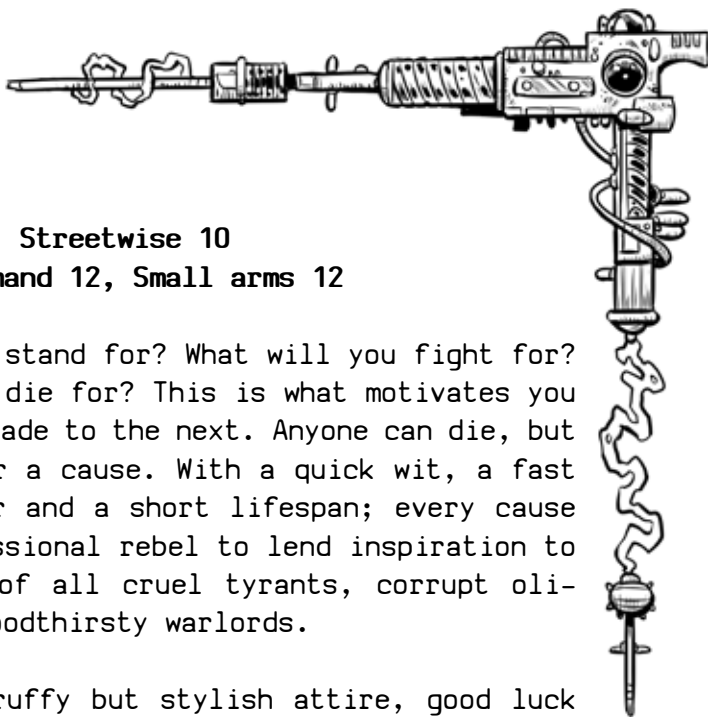 Streetwise 10
mand 12, Small arms 12
stand for? What will you fight for?
die for? This is what motivates you
ade to the next. Anyone can die, but
r a cause. With a quick wit, a fast
r and a short lifespan; every cause
ssional rebel to lend inspiration to
of all cruel tyrants, corrupt oli-
oodthirsty warlords.
ruffy but stylish attire, good luck